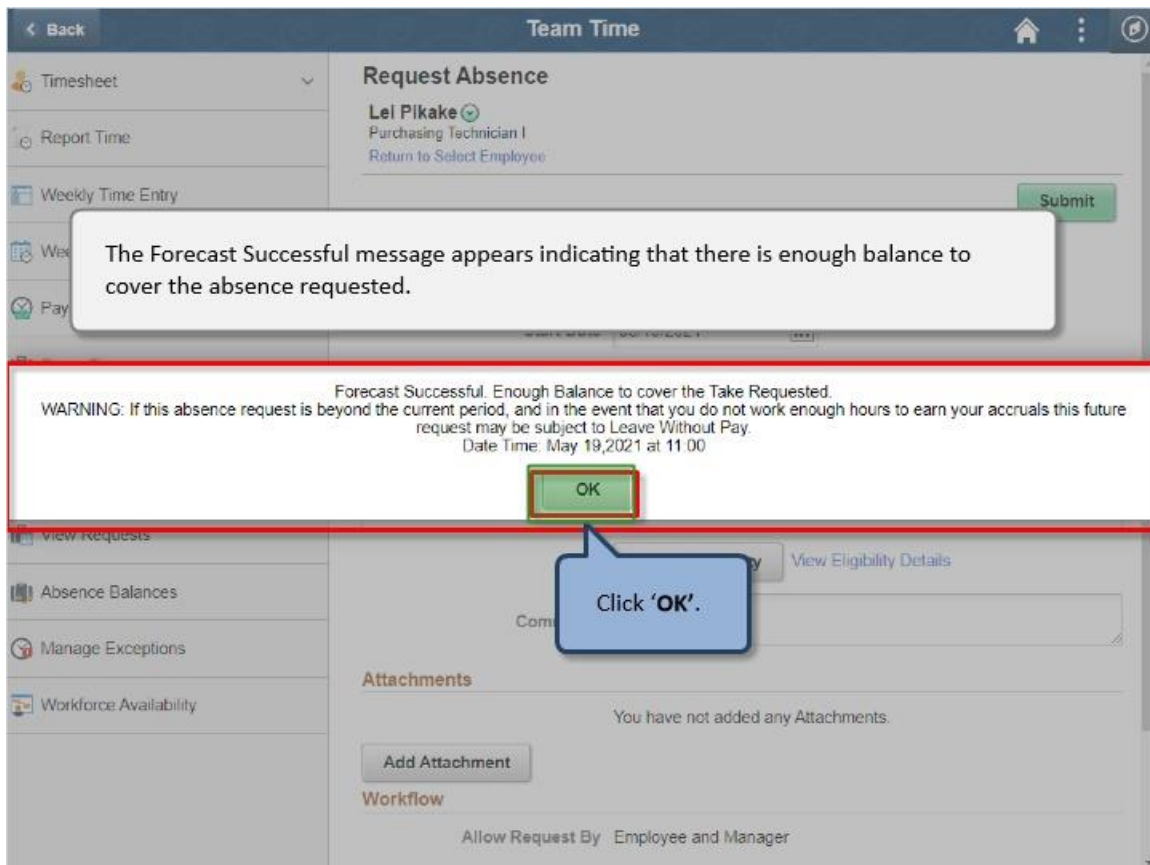 Back
Team Time
Timesheet
Report Time
Weekly Time Entry
Request Absence
Lei Pikake
Purchasing Technician I
Return to Select Employee
Submit
The Forecast Successful message appears indicating that there is enough balance to
cover the absence requested.
Forecast Successful. Enough Balance to cover the Take Requested.
WARNING: If this absence request is beyond the current period, and in the event that you do not work enough hours to earn your accruals this future
request may be subject to Leave Without Pay.
Date Time: May 19,2021 at 11:00
OK
View Requests
View Eligibility Details
Click ‘OK’.
Absence Balances
Manage Exceptions
Workforce Availability
Attachments
You have not added any Attachments.
Add Attachment
Workflow
Allow Request By Employee and Manager